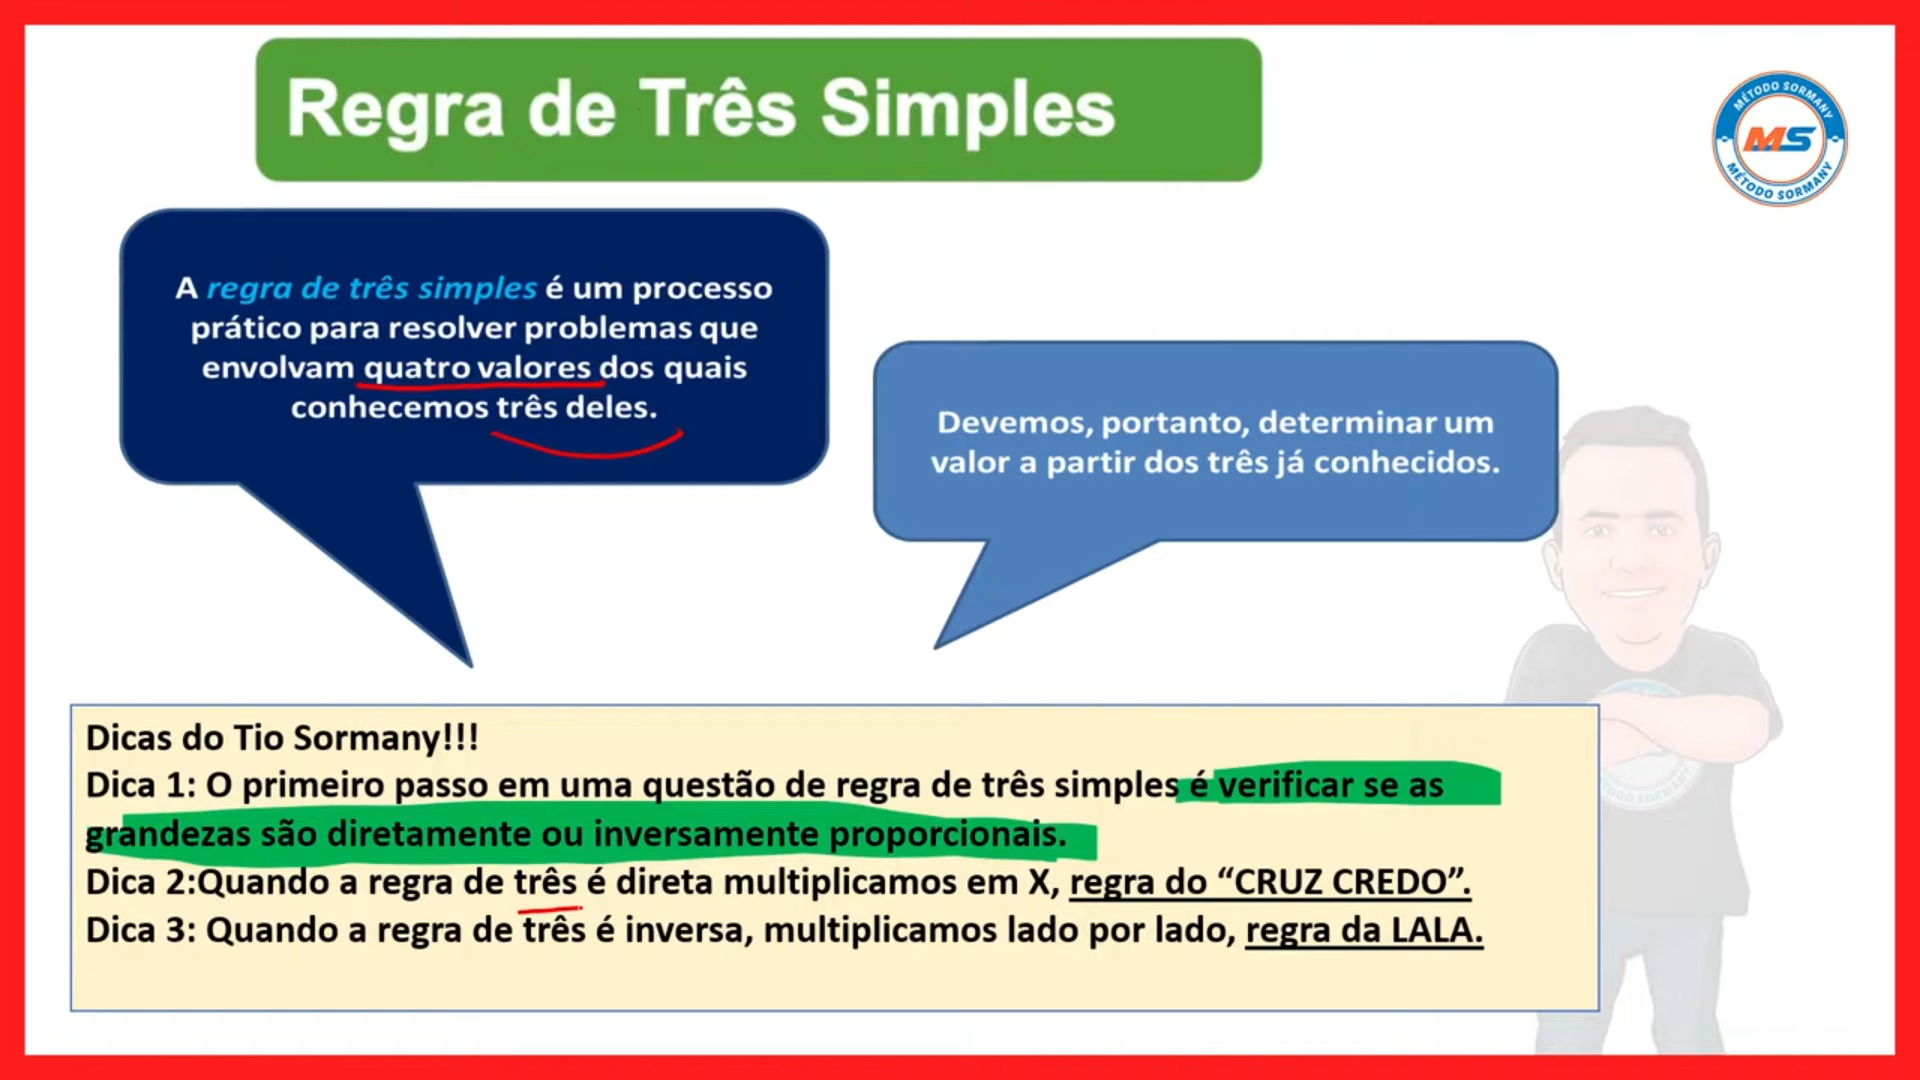 Regra de Três Simples
MÉTODO SORMANY
MS
MÉTODO SORMANY
A regra de três simples é um processo
prático para resolver problemas que
envolvam quatro valores dos quais
conhecemos três deles.
Devemos, portanto, determinar um
valor a partir dos três já conhecidos.
Dicas do Tio Sormany!!!
Dica 1: O primeiro passo em uma questão de regra de três simples é verificar se as
grandezas são diretamente ou inversamente proporcionais.
Dica 2:Quando a regra de três é direta multiplicamos em X, regra do “CRUZ CREDO”.
Dica 3: Quando a regra de três é inversa, multiplicamos lado por lado, regra da LALA.